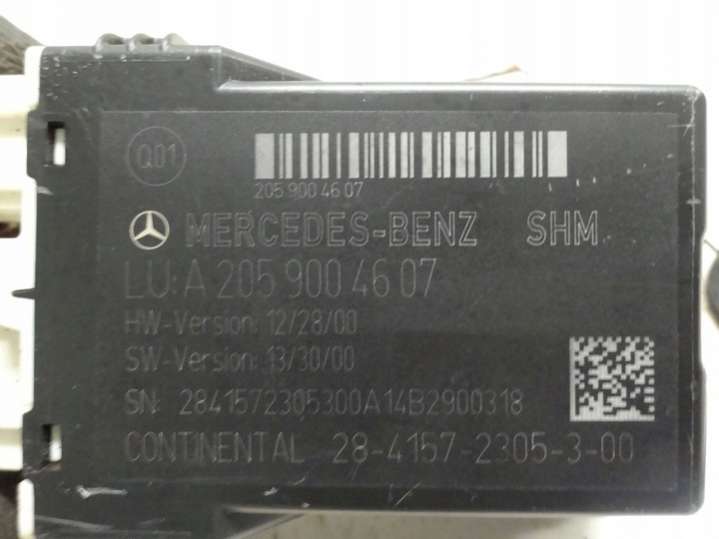 Q01
205 900 46 07
MERCEDES-BENZ SHM
LU: A 205 900 46 07
HW-Version: 12/28/00
SW-Version: 13/30/00
SN: 2841572305300A14B2900318
CONTINENTAL 28-4157-2305-3-00